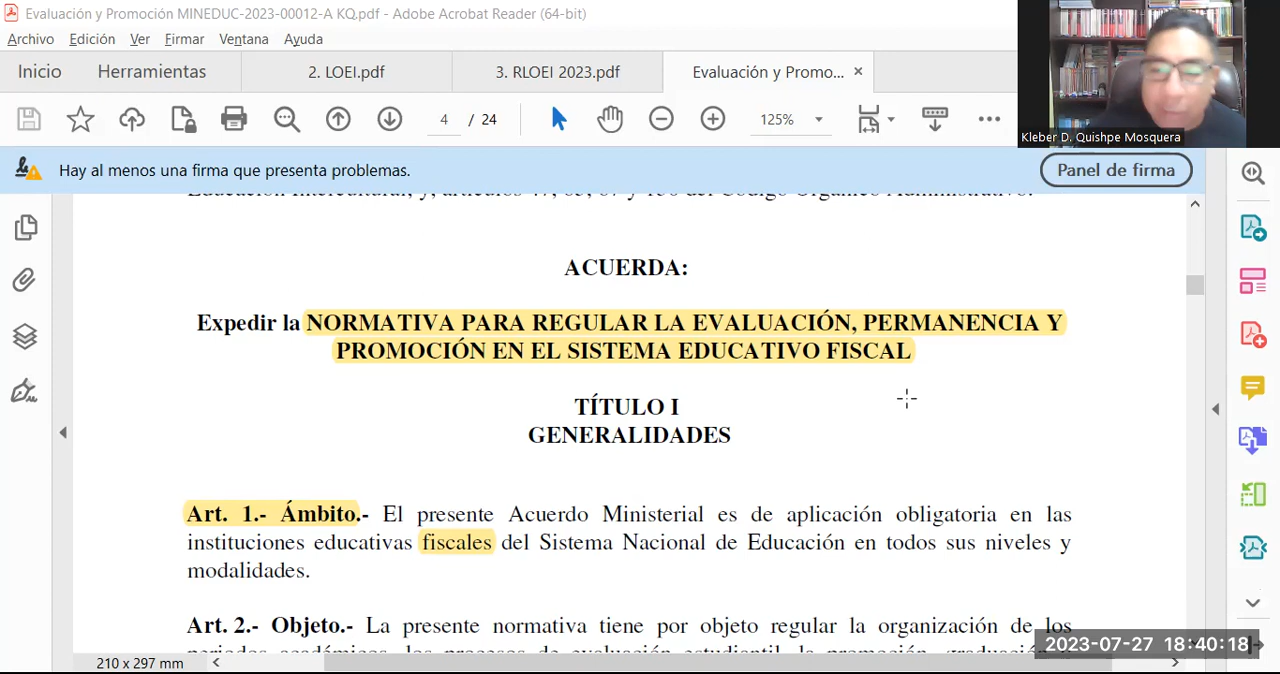 Evaluación y Promoción MINEDUC-2023-00012-A KQ.pdf - Adobe Acrobat Reader (64-bit)
Archivo Edición Ver Firmar Ventana Ayuda
Inicio Herramientas 2. LOEI.pdf 3. RLOEI 2023.pdf Evaluación y Promo... ×
4 / 24 125%
Kleber D. Quishpe Mosquera
Hay al menos una firma que presenta problemas. Panel de firma
ACUERDA:
Expedir la NORMATIVA PARA REGULAR LA EVALUACIÓN, PERMANENCIA Y
PROMOCIÓN EN EL SISTEMA EDUCATIVO FISCAL
TÍTULO I
GENERALIDADES
Art. 1.- Ámbito.- El presente Acuerdo Ministerial es de aplicación obligatoria en las
instituciones educativas fiscales del Sistema Nacional de Educación en todos sus niveles y
modalidades.
Art. 2.- Objeto.- La presente normativa tiene por objeto regular la organización de los
2023-07-27 18:40:18
210 x 297 mm